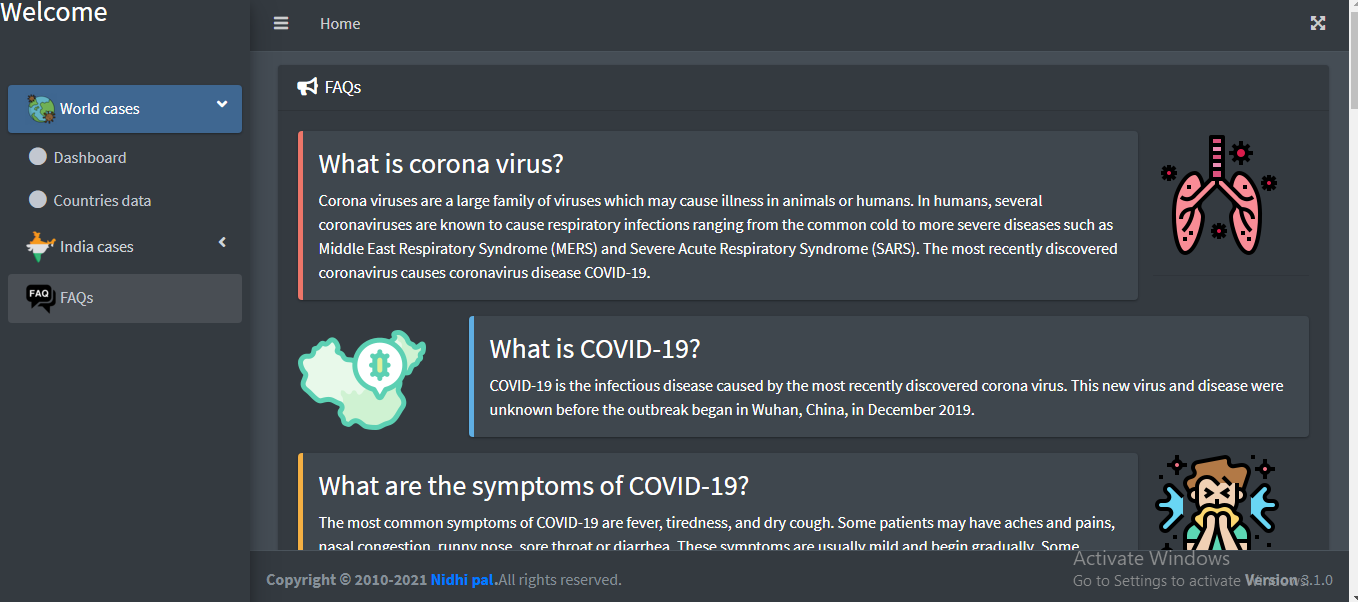 Welcome
Home
World cases
Dashboard
Countries data
India cases
FAQ FAQs
FAQs
What is corona virus?
Corona viruses are a large family of viruses which may cause illness in animals or humans. In humans, several
coronaviruses are known to cause respiratory infections ranging from the common cold to more severe diseases such as
Middle East Respiratory Syndrome (MERS) and Severe Acute Respiratory Syndrome (SARS). The most recently discovered
coronavirus causes coronavirus disease COVID-19.
What is COVID-19?
COVID-19 is the infectious disease caused by the most recently discovered corona virus. This new virus and disease were
unknown before the outbreak began in Wuhan, China, in December 2019.
What are the symptoms of COVID-19?
The most common symptoms of COVID-19 are fever, tiredness, and dry cough. Some patients may have aches and pains,
nasal congestion, runny nose, sore throat or diarrhea. These symptoms are usually mild and begin gradually. Some
Copyright © 2010-2021 Nidhi pal.All rights reserved.
Activate Windows
Go to Settings to activate Windows.
Version 3.1.0